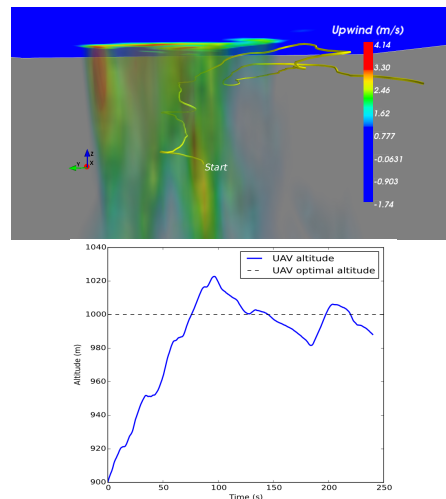 Upwind (m/s)
4.14
3.30
2.46
1.62
0.777
-0.0631
-0.903
-1.74
Z
Y
X
Start
1040
1020
1000
980
960
940
920
900
Altitude (m)
UAV altitude
UAV optimal altitude
0
50
100
150
200
250
Time (s)